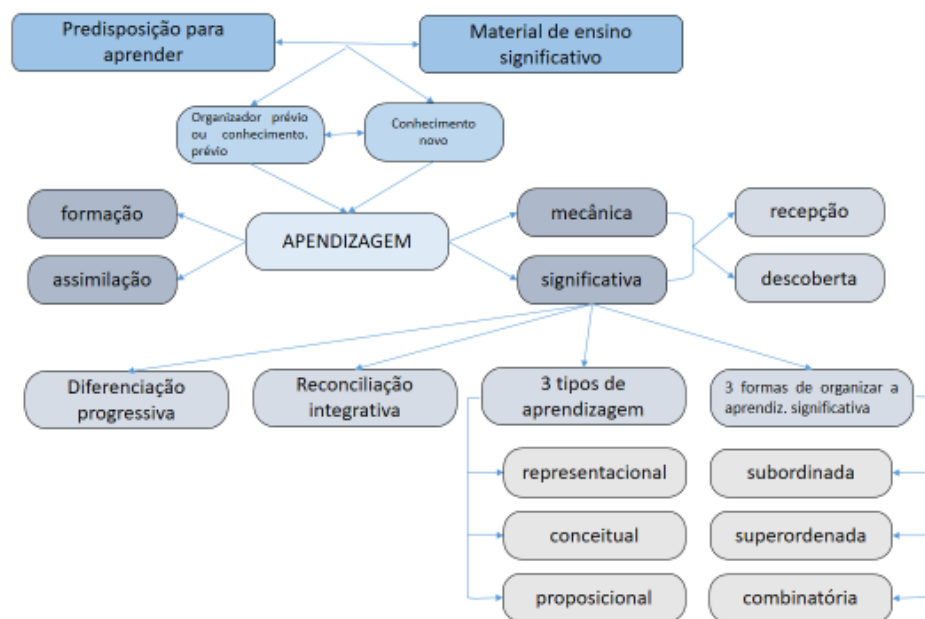 Predisposição para
aprender
Material de ensino
significativo
Organizador prévio
ou conhecimento.
prévio
Conhecimento
novo
formação
APENDIZAGEM
mecânica
recepção
assimilação
significativa
descoberta
Diferenciação
progressiva
Reconciliação
integrativa
3 tipos de
aprendizagem
3 formas de organizar a
aprendiz. significativa
representacional
subordinada
conceitual
superordenada
proposicional
combinatória